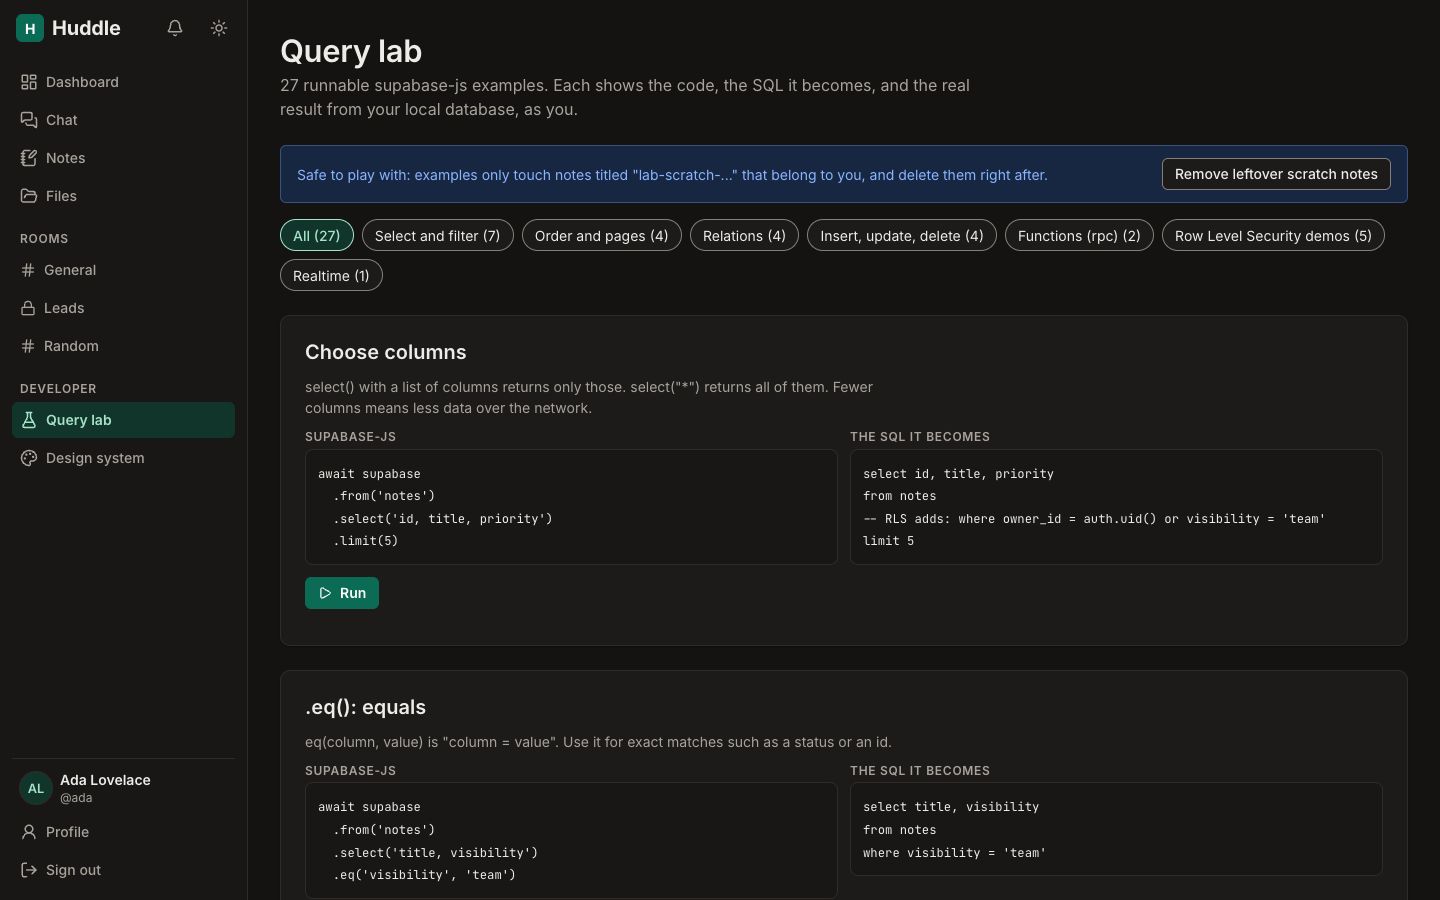 H Huddle
Dashboard
Chat
Notes
Files
ROOMS
General
Leads
Random
DEVELOPER
Query lab
Design system
AL
Ada Lovelace
@ada
Profile
Sign out
Query lab
27 runnable supabase-js examples. Each shows the code, the SQL it becomes, and the real
result from your local database, as you.
Safe to play with: examples only touch notes titled "lab-scratch-..." that belong to you, and delete them right after.
Remove leftover scratch notes
All (27)
Select and filter (7)
Order and pages (4)
Relations (4)
Insert, update, delete (4)
Functions (rpc) (2)
Row Level Security demos (5)
Realtime (1)
Choose columns
select() with a list of columns returns only those. select("*") returns all of them. Fewer
columns means less data over the network.
SUPABASE-JS
await supabase
  .from('notes')
  .select('id, title, priority')
  .limit(5)
THE SQL IT BECOMES
select id, title, priority
from notes
-- RLS adds: where owner_id = auth.uid() or visibility = 'team'
limit 5
Run
.eq(): equals
eq(column, value) is "column = value". Use it for exact matches such as a status or an id.
SUPABASE-JS
await supabase
  .from('notes')
  .select('title, visibility')
  .eq('visibility', 'team')
THE SQL IT BECOMES
select title, visibility
from notes
where visibility = 'team'